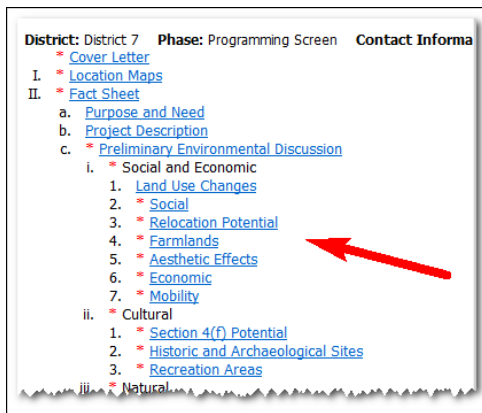 District: District 7 Phase: Programming Screen Contact Informa
* Cover Letter
I. * Location Maps
II. * Fact Sheet
a. Purpose and Need
b. Project Description
c. * Preliminary Environmental Discussion
i. * Social and Economic
1. Land Use Changes
2. * Social
3. * Relocation Potential
4. * Farmlands
5. * Aesthetic Effects
6. * Economic
7. * Mobility
ii. * Cultural
1. * Section 4(f) Potential
2. * Historic and Archaeological Sites
3. * Recreation Areas
iii. * Natural